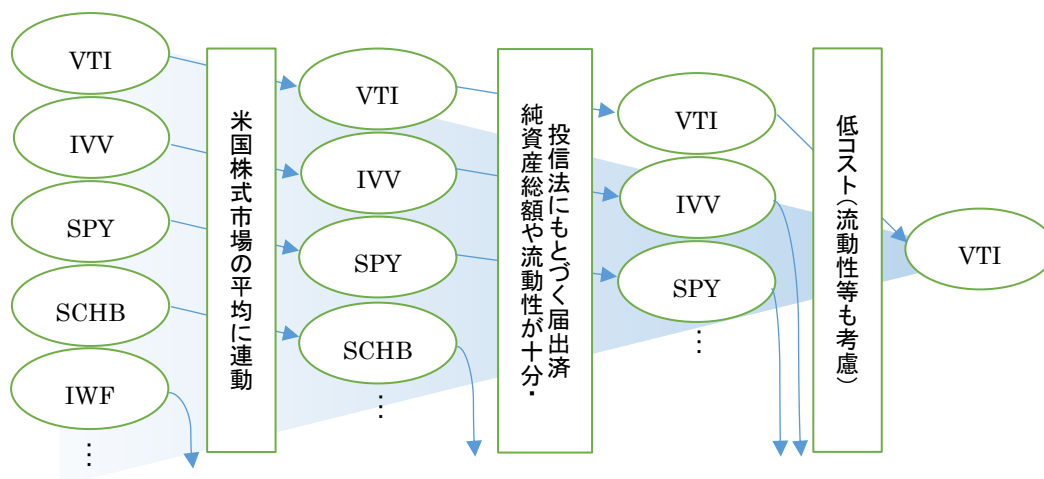 VTI
IVV
SPY
SCHB
IWF
⋮
米国株式市場の平均に連動
VTI
IVV
SPY
SCHB
⋮
投信法にもとづく届出済
純資産総額や流動性が十分・
VTI
IVV
SPY
⋮
低コスト(流動性等も考慮)
VTI